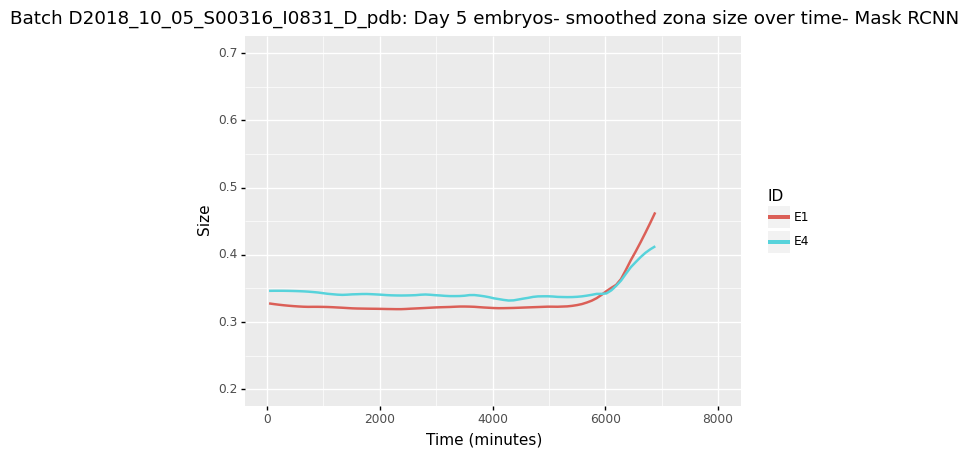 Batch D2018_10_05_S00316_I0831_D_pdb: Day 5 embryos- smoothed zona size over time- Mask RCNN
0.7
0.6
0.5
0.4
0.3
0.2
Size
0 2000 4000 6000 8000
Time (minutes)
ID
E1
E4